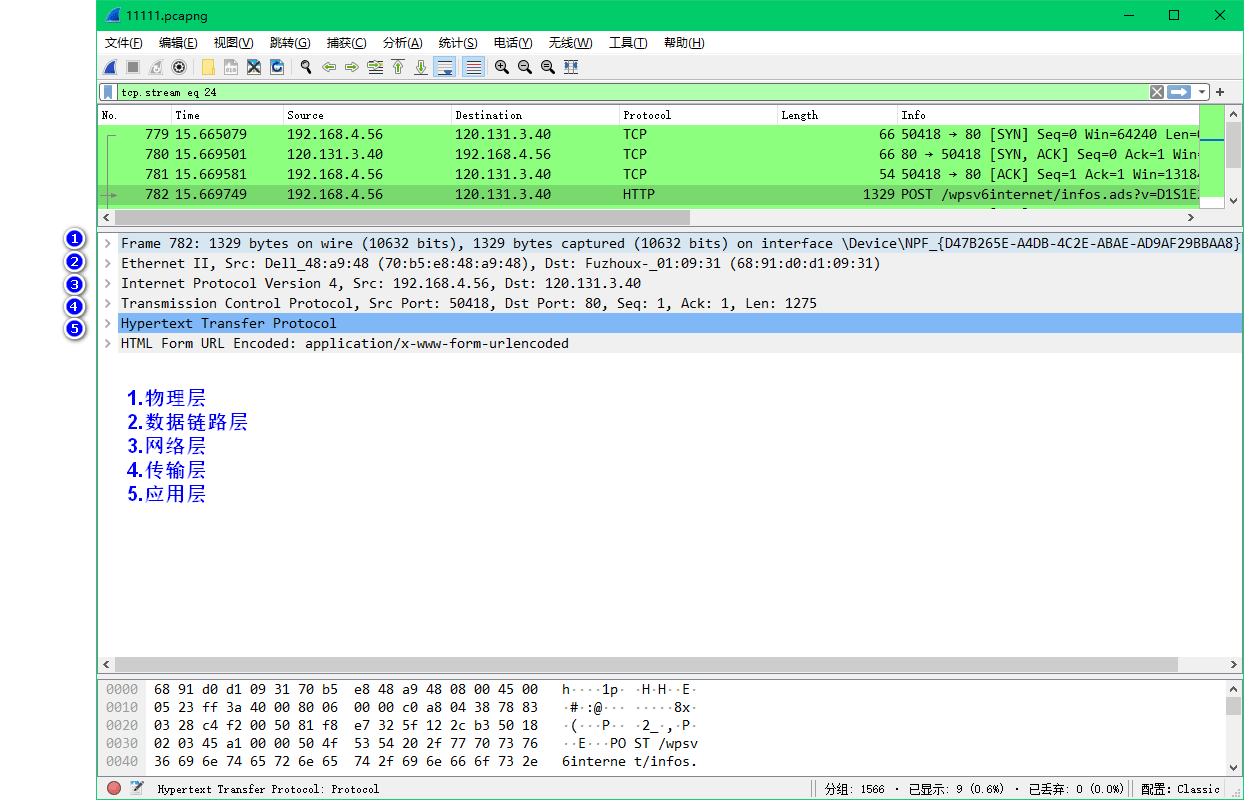 11111.pcapng
文件(F) 编辑(E) 视图(V) 跳转(G) 捕获(C) 分析(A) 统计(S) 电话(Y) 无线(W) 工具(T) 帮助(H)
tcp.stream eq 24
No. Time Source Destination Protocol Length Info
779 15.665079 192.168.4.56 120.131.3.40 TCP 66 50418 → 80 [SYN] Seq=0 Win=64240 Len=
780 15.669501 120.131.3.40 192.168.4.56 TCP 66 80 → 50418 [SYN, ACK] Seq=0 Ack=1 Win
781 15.669581 192.168.4.56 120.131.3.40 TCP 54 50418 → 80 [ACK] Seq=1 Ack=1 Win=13184
782 15.669749 192.168.4.56 120.131.3.40 HTTP 1329 POST /wpsv6internet/infos.ads?v=D1S1E
1 Frame 782: 1329 bytes on wire (10632 bits), 1329 bytes captured (10632 bits) on interface \Device\NPF_{D47B265E-A4DB-4C2E-ABAE-AD9AF29BBAA8}
2 Ethernet II, Src: Dell_48:a9:48 (70:b5:e8:48:a9:48), Dst: Fuzhoux-_01:09:31 (68:91:d0:d1:09:31)
3 Internet Protocol Version 4, Src: 192.168.4.56, Dst: 120.131.3.40
4 Transmission Control Protocol, Src Port: 50418, Dst Port: 80, Seq: 1, Ack: 1, Len: 1275
5 Hypertext Transfer Protocol
HTML Form URL Encoded: application/x-www-form-urlencoded
1.物理层
2.数据链路层
3.网络层
4.传输层
5.应用层
0000 68 91 d0 d1 09 31 70 b5 e8 48 a9 48 08 00 45 00 h····1p· ·H·H··E·
0010 05 23 ff 3a 40 00 80 06 00 00 c0 a8 04 38 78 83 ·#·:@··· ·····8x·
0020 03 28 c4 f2 00 50 81 f8 e7 32 5f 12 2c b3 50 18 ·(···P·· ·2_·,·P·
0030 02 03 45 a1 00 00 50 4f 53 54 20 2f 77 70 73 76 ··E···PO ST /wpsv
0040 36 69 6e 74 65 72 6e 65 74 2f 69 6e 66 6f 73 2e 6interne t/infos.
Hypertext Transfer Protocol: Protocol 分组: 1566 · 已显示: 9 (0.6%) · 已丢弃: 0 (0.0%) 配置: Classic